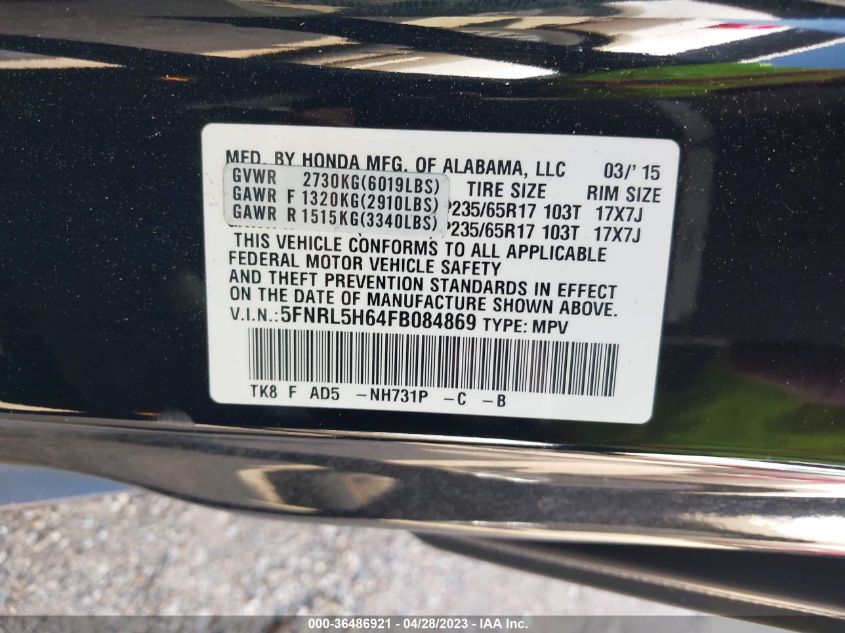 MFD. BY HONDA MFG. OF ALABAMA, LLC 03/'15
GVWR 2730KG(6019LBS) TIRE SIZE RIM SIZE
GAWR F 1320KG(2910LBS) P235/65R17 103T 17X7J
GAWR R 1515KG(3340LBS) P235/65R17 103T 17X7J
THIS VEHICLE CONFORMS TO ALL APPLICABLE
FEDERAL MOTOR VEHICLE SAFETY
AND THEFT PREVENTION STANDARDS IN EFFECT
ON THE DATE OF MANUFACTURE SHOWN ABOVE.
V.I.N.:5FNRL5H64FB084869 TYPE: MPV
TK8 F AD5 -NH731P -C -B
000-36486921 - 04/28/2023 - IAAI.COM